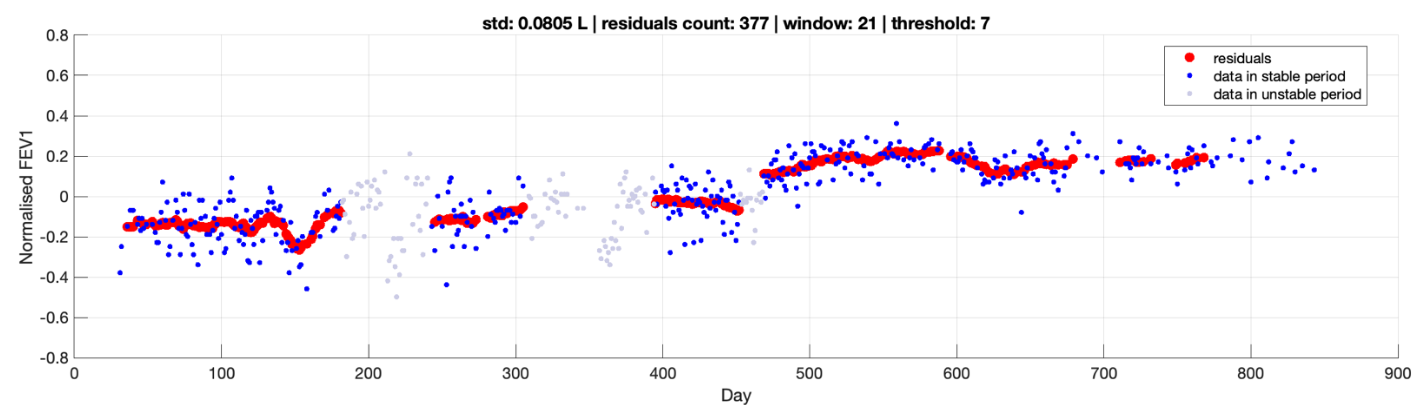 std: 0.0805 L | residuals count: 377 | window: 21 | threshold: 7
0.8
0.6
0.4
0.2
0
-0.2
-0.4
-0.6
-0.8
Normalised FEV1
residuals
data in stable period
data in unstable period
0 100 200 300 400 500 600 700 800 900
Day